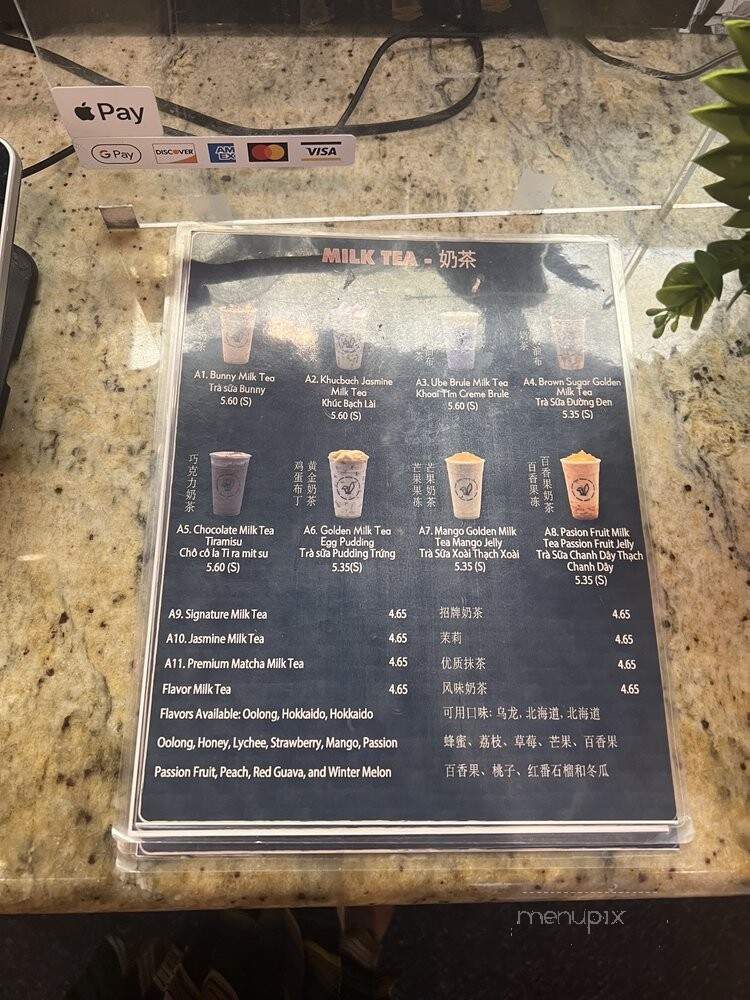 Pay
G Pay
DISCOVER
AM
EX
VISA
MILK TEA - 奶茶
A1. Bunny Milk Tea
Trà sữa Bunny
5.60 (S)
A2. Khucbach Jasmine
Milk Tea
Khúc Bạch Lài
5.60 (S)
A3. Ube Brule Milk Tea
Khoai Tím Creme Brule
5.60 (S)
A4. Brown Sugar Golden
Milk Tea
Trà Sữa Đường Đen
5.35 (S)
巧克力奶茶
A5. Chocolate Milk Tea
Tiramisu
Chô cô la Ti ra mit su
5.60 (S)
黄金奶茶
鸡蛋布丁
A6. Golden Milk Tea
Egg Pudding
Trà sữa Pudding Trứng
5.35(S)
芒果奶茶
芒果果冻
A7. Mango Golden Milk
Tea Mango Jelly
Trà Sữa Xoài Thạch Xoài
5.35 (S)
百香果奶茶
百香果冻
A8. Pasion Fruit Milk
Tea Passion Fruit Jelly
Trà Sữa Chanh Dây Thạch
Chanh Dây
5.35 (S)
A9. Signature Milk Tea 4.65 招牌奶茶 4.65
A10. Jasmine Milk Tea 4.65 茉莉 4.65
A11. Premium Matcha Milk Tea 4.65 优质抹茶 4.65
Flavor Milk Tea 4.65 风味奶茶 4.65
Flavors Available: Oolong, Hokkaido, Hokkaido 可用口味: 乌龙, 北海道, 北海道
Oolong, Honey, Lychee, Strawberry, Mango, Passion 蜂蜜、荔枝、草莓、芒果、百香果
Passion Fruit, Peach, Red Guava, and Winter Melon 百香果、桃子、红番石榴和冬瓜
menupix